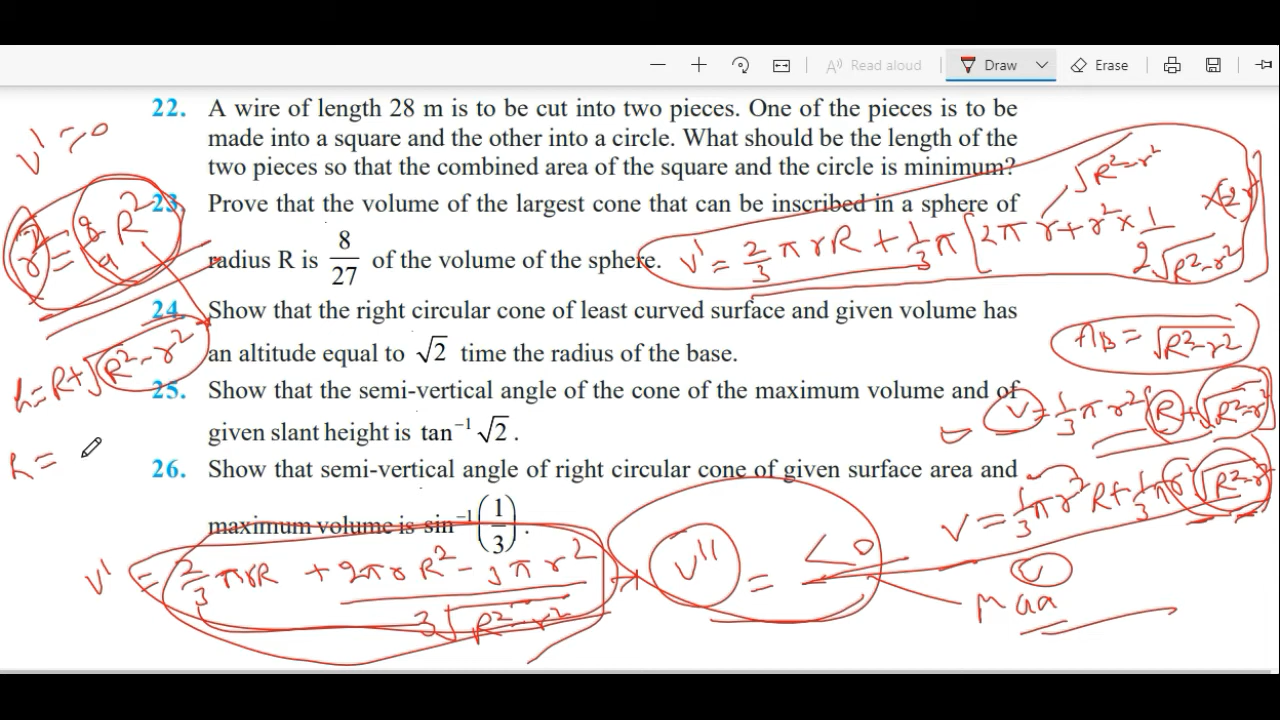 Read aloud Draw Erase
22. A wire of length 28 m is to be cut into two pieces. One of the pieces is to be
made into a square and the other into a circle. What should be the length of the
two pieces so that the combined area of the square and the circle is minimum?
23. Prove that the volume of the largest cone that can be inscribed in a sphere of
radius R is 8/27 of the volume of the sphere.
24. Show that the right circular cone of least curved surface and given volume has
an altitude equal to √2 time the radius of the base.
25. Show that the semi-vertical angle of the cone of the maximum volume and of
given slant height is tan⁻¹ √2.
26. Show that semi-vertical angle of right circular cone of given surface area and
maximum volume is sin⁻¹ (1/3).
V' = 0
r² = 8/9 R²
h = R + √(R² - r²)
h =
√(R² - r²)
V' = 2/3 π r R + 1/3 π [2π r + r² × 1/(2√(R² - r²)) × (-2r)]
AB = √(R² - r²)
V = 1/3 π r² [R + √(R² - r²)]
V = 1/3 π r² R + 1/3 π r² √(R² - r²)
V' = 2/3 π r R + (2π r R² - 3π r²)/(3√(R² - r²))
V'' = < 0